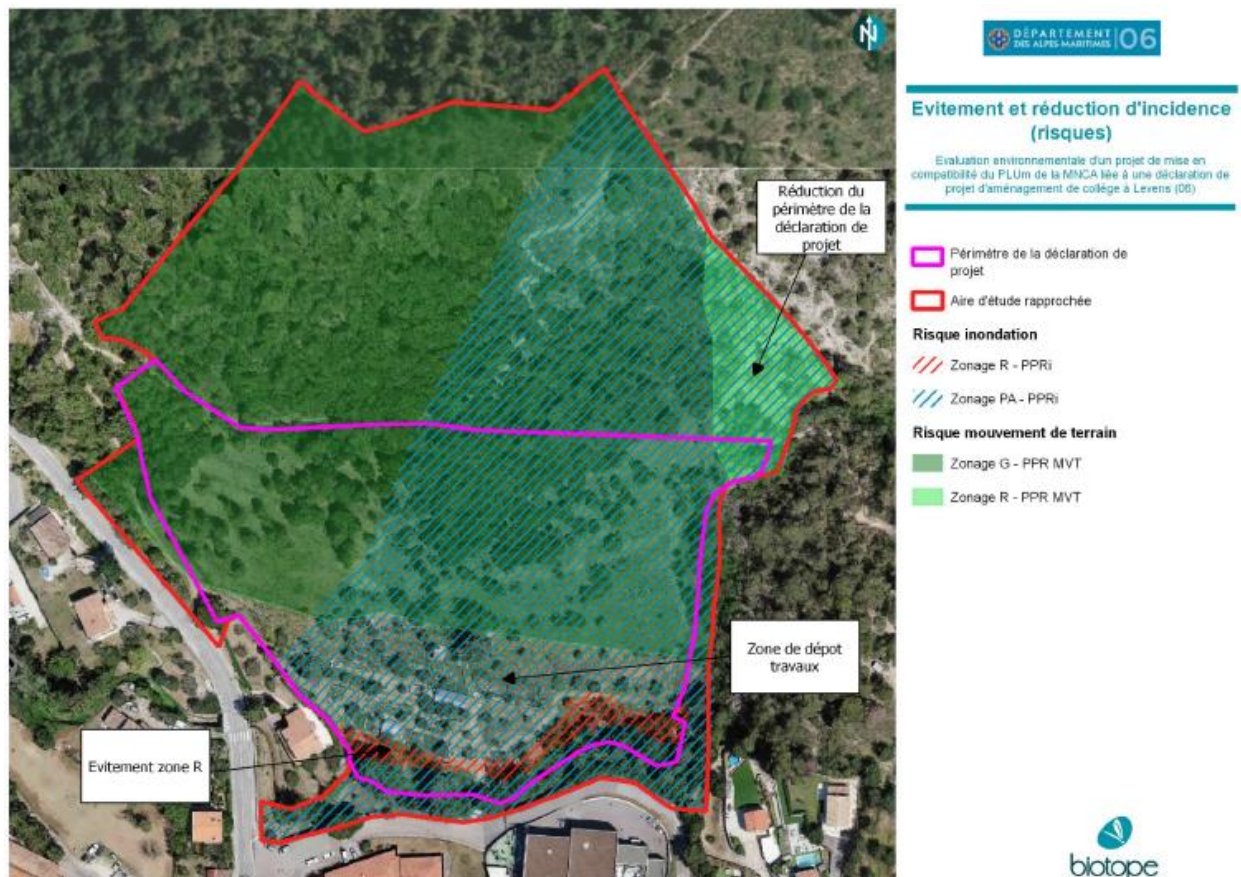 N
DÉPARTEMENT
DES ALPES-MARITIMES
06
Evitement et réduction d'incidence
(risques)
Evaluation environnementale d'un projet de mise en
compatibilité du PLUm de la MNCA liée à une déclaration de
projet d'aménagement de collège à Levens (06)
Réduction du
périmètre de la
déclaration de
projet
Périmètre de la déclaration de
projet
Aire d'étude rapprochée
Risque inondation
Zonage R - PPRi
Zonage PA - PPRi
Risque mouvement de terrain
Zonage G - PPR MVT
Zonage R - PPR MVT
Zone de dépot
travaux
Evitement zone R
biotope